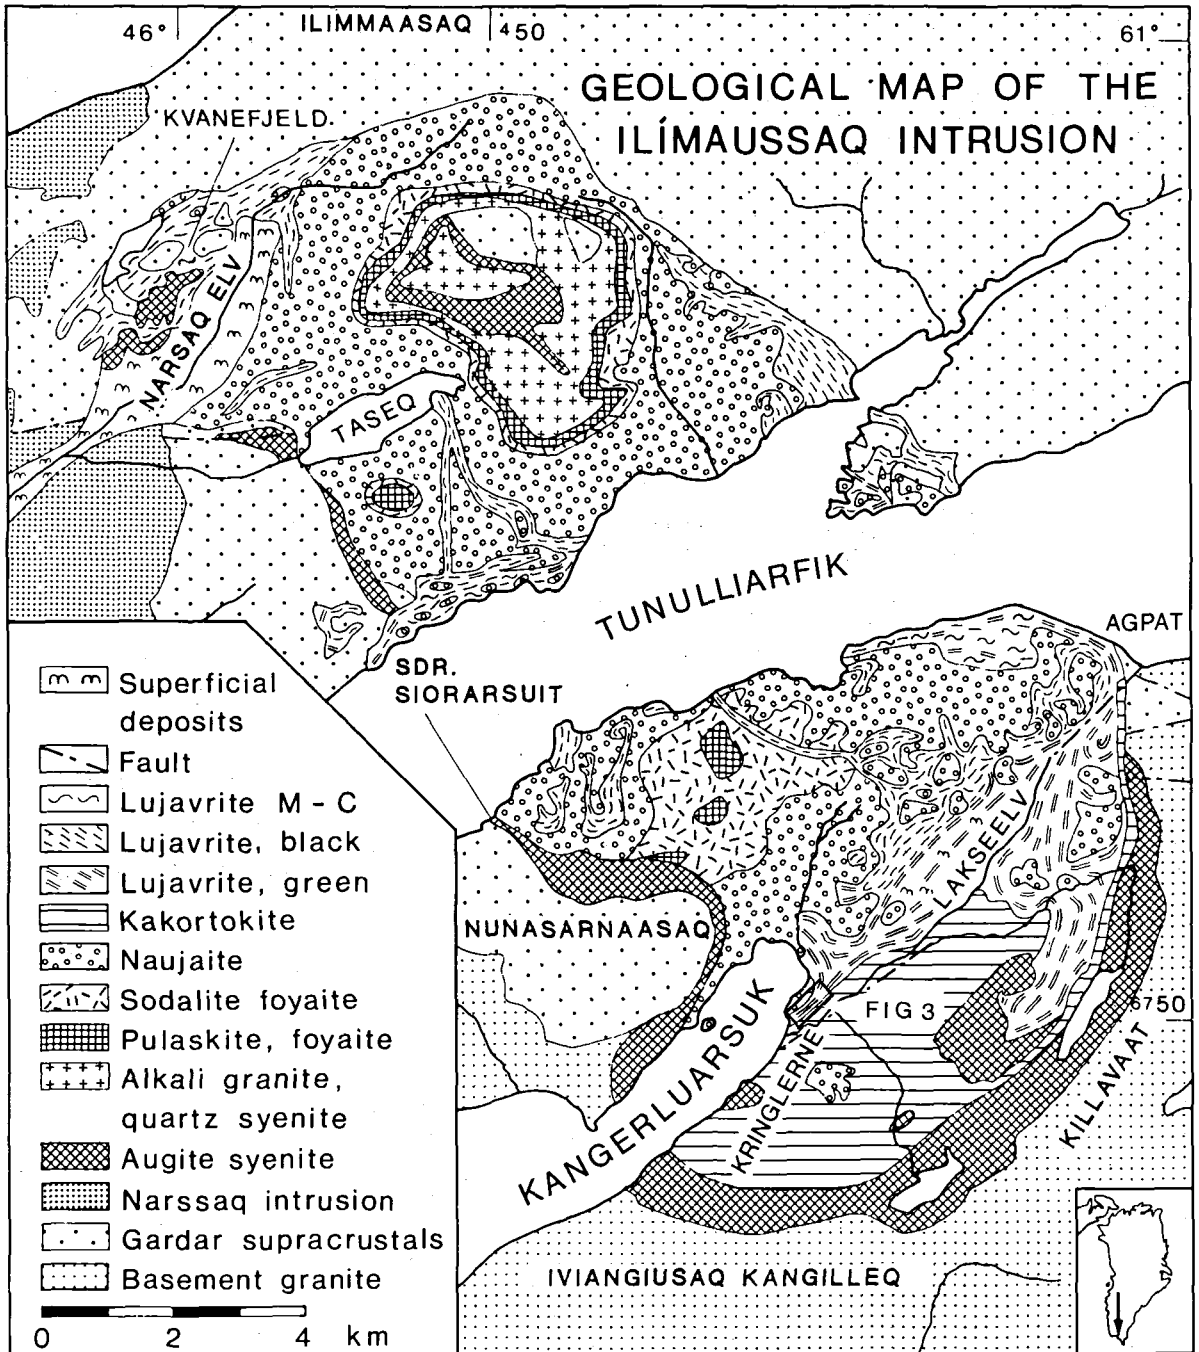 46°
ILIMMAASAQ
450
61°
GEOLOGICAL MAP OF THE
ILÍMAUSSAQ INTRUSION
KVANEFJELD.
NARSAQ ELV
TASEQ
TUNULLIARFIK
AGPAT
SDR.
SIORARSUIT
LAKSEELV
NUNASARNAASAQ
FIG 3
6750
KANGERLUARSUK
KRINGLERNE
KILLAVAAT
IVIANGIUSAQ KANGILLEQ
Superficial
deposits
Fault
Lujavrite M - C
Lujavrite, black
Lujavrite, green
Kakortokite
Naujaite
Sodalite foyaite
Pulaskite, foyaite
Alkali granite,
quartz syenite
Augite syenite
Narssaq intrusion
Gardar supracrustals
Basement granite
0 2 4 km